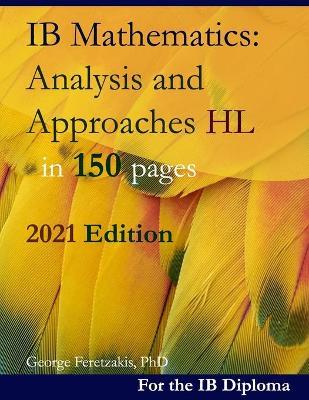 IB Mathematics:
Analysis and
Approaches HL
in 150 pages
2021 Edition
George Feretzakis, PhD
For the IB Diploma